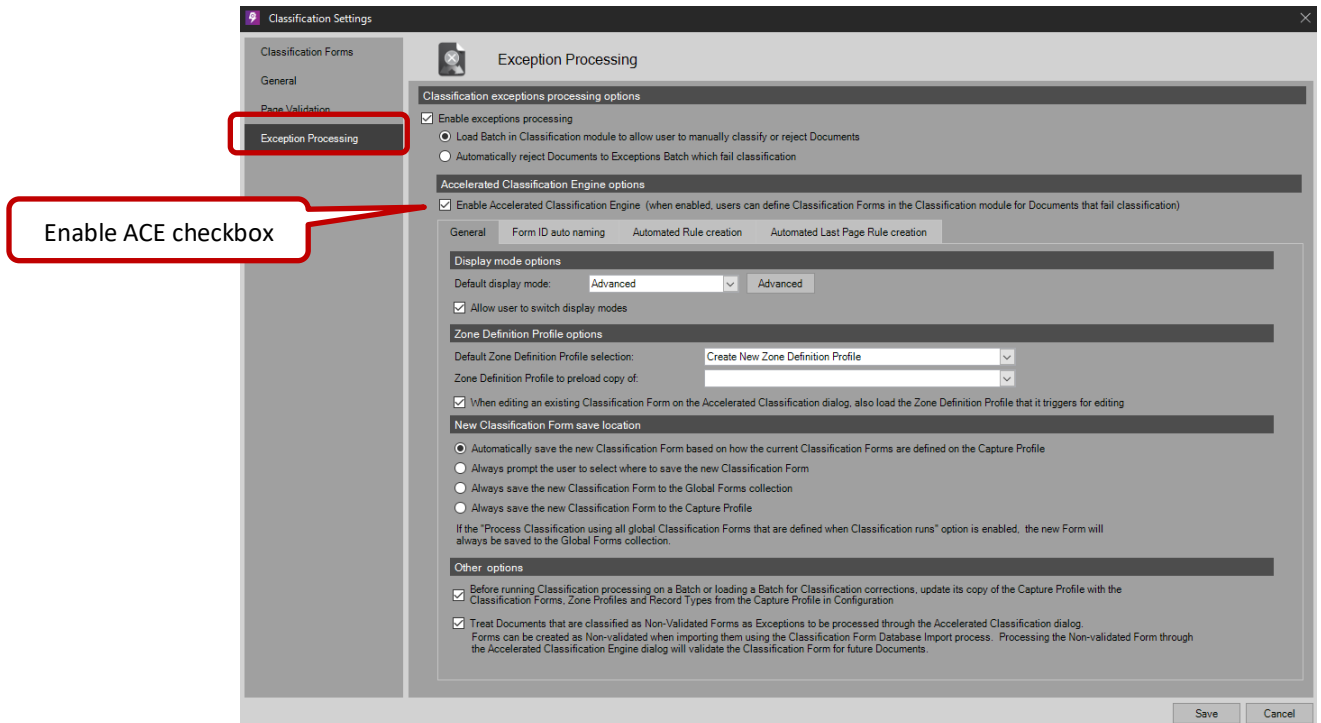 Classification Settings
Classification Forms
General
Page Validation
Exception Processing
Exception Processing
Classification exceptions processing options
Enable exceptions processing
Load Batch in Classification module to allow user to manually classify or reject Documents
Automatically reject Documents to Exceptions Batch which fail classification
Accelerated Classification Engine options
Enable Accelerated Classification Engine (when enabled, users can define Classification Forms in the Classification module for Documents that fail classification)
Enable ACE checkbox
General Form ID auto naming Automated Rule creation Automated Last Page Rule creation
Display mode options
Default display mode: Advanced Advanced
Allow user to switch display modes
Zone Definition Profile options
Default Zone Definition Profile selection: Create New Zone Definition Profile
Zone Definition Profile to preload copy of:
When editing an existing Classification Form on the Accelerated Classification dialog, also load the Zone Definition Profile that it triggers for editing
New Classification Form save location
Automatically save the new Classification Form based on how the current Classification Forms are defined on the Capture Profile
Always prompt the user to select where to save the new Classification Form
Always save the new Classification Form to the Global Forms collection
Always save the new Classification Form to the Capture Profile
If the "Process Classification using all global Classification Forms that are defined when Classification runs" option is enabled, the new Form will
always be saved to the Global Forms collection.
Other options
Before running Classification processing on a Batch or loading a Batch for Classification corrections, update its copy of the Capture Profile with the
Classification Forms, Zone Profiles and Record Types from the Capture Profile in Configuration
Treat Documents that are classified as Non-Validated Forms as Exceptions to be processed through the Accelerated Classification dialog.
Forms can be created as Non-validated when importing them using the Classification Form Database Import process. Processing the Non-validated Form through
the Accelerated Classification Engine dialog will validate the Classification Form for future Documents.
Save Cancel